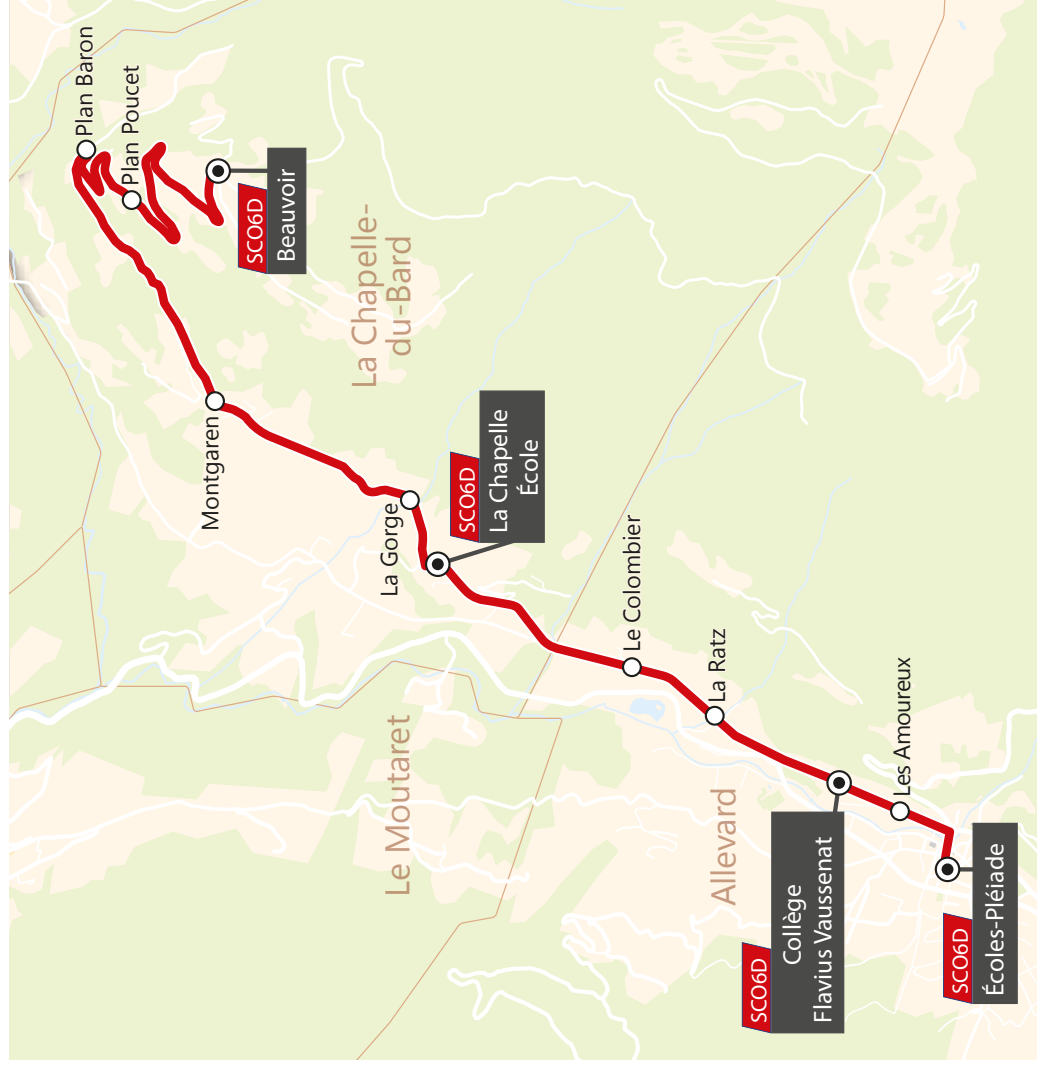 Plan Baron
Plan Poucet
SCO6D
Beauvoir
La Chapelle-
du-Bard
Montgaren
La Gorge
SCO6D
La Chapelle
École
Le Colombier
La Ratz
Le Moutaret
Allevard
Les Amoureux
SCO6D
Collège
Flavius Vaussenat
SCO6D
Écoles-Pléiade